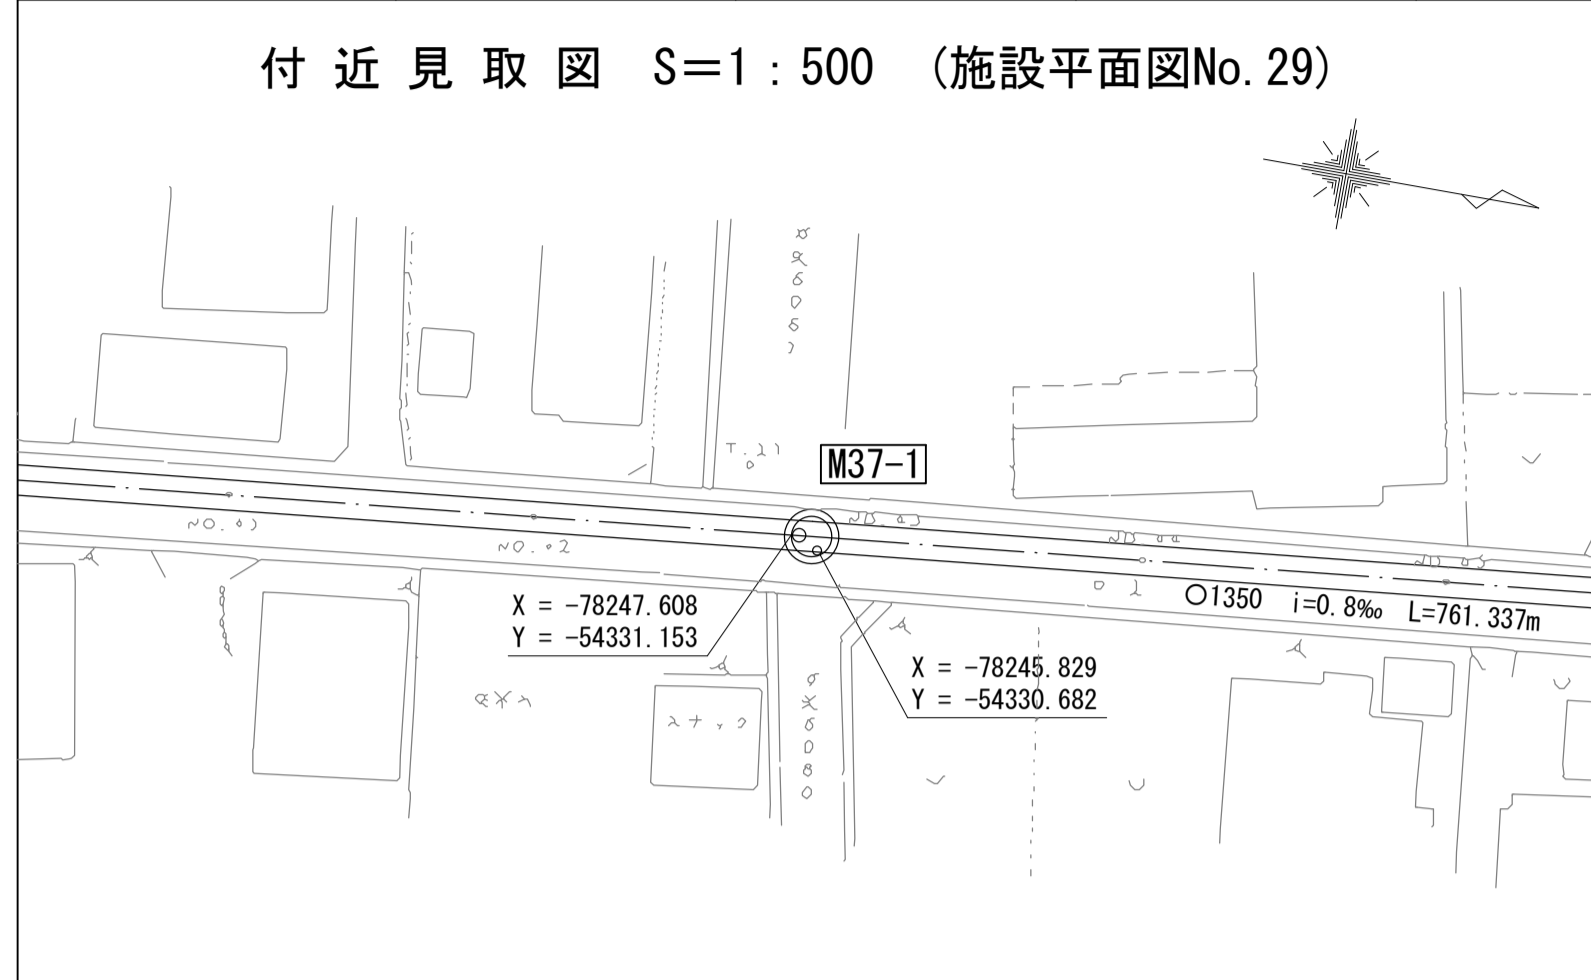 付近見取図 S=1:500 (施設平面図No.29)
M37-1
X = -78247.608
Y = -54331.153
X = -78245.829
Y = -54330.682
○1350 i=0.8‰ L=761.337m